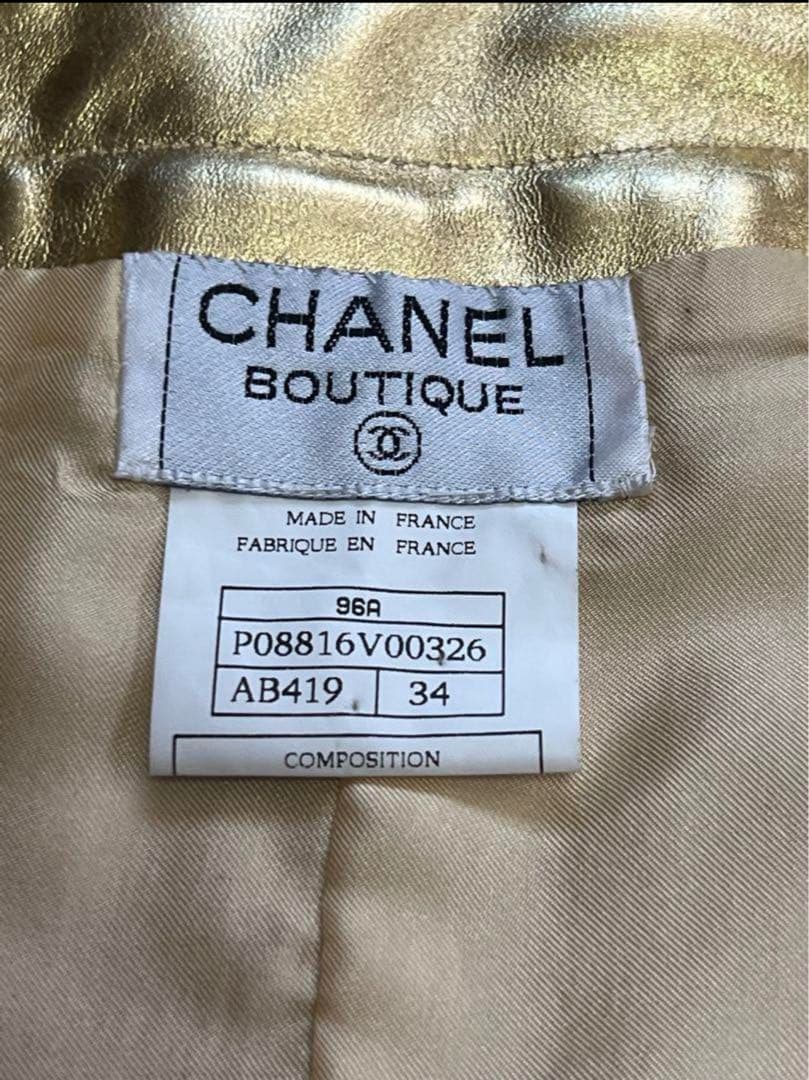 CHANEL
BOUTIQUE
MADE IN FRANCE
FABRIQUE EN FRANCE
96A
P08816V00326
AB419 34
COMPOSITION